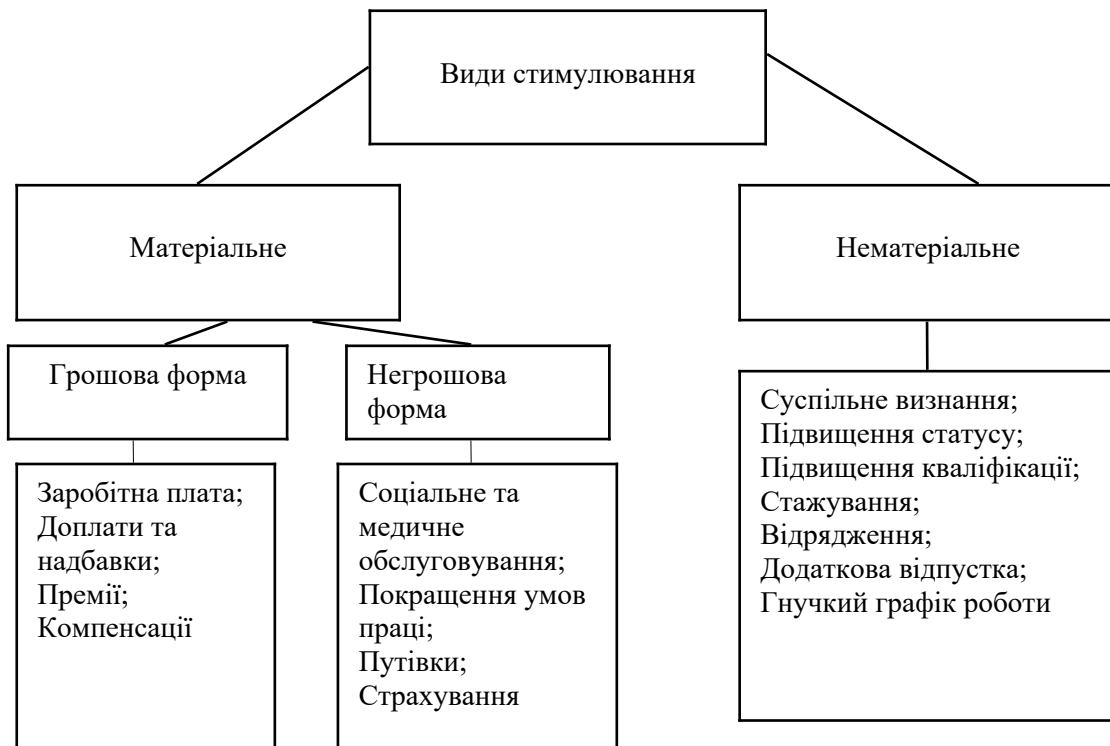 Види стимулювання
Матеріальне
Нематеріальне
Грошова форма
Негрошова
форма
Заробітна плата;
Доплати та
надбавки;
Премії;
Компенсації
Соціальне та
медичне
обслуговування;
Покращення умов
праці;
Путівки;
Страхування
Суспільне визнання;
Підвищення статусу;
Підвищення кваліфікації;
Стажування;
Відрядження;
Додаткова відпустка;
Гнучкий графік роботи